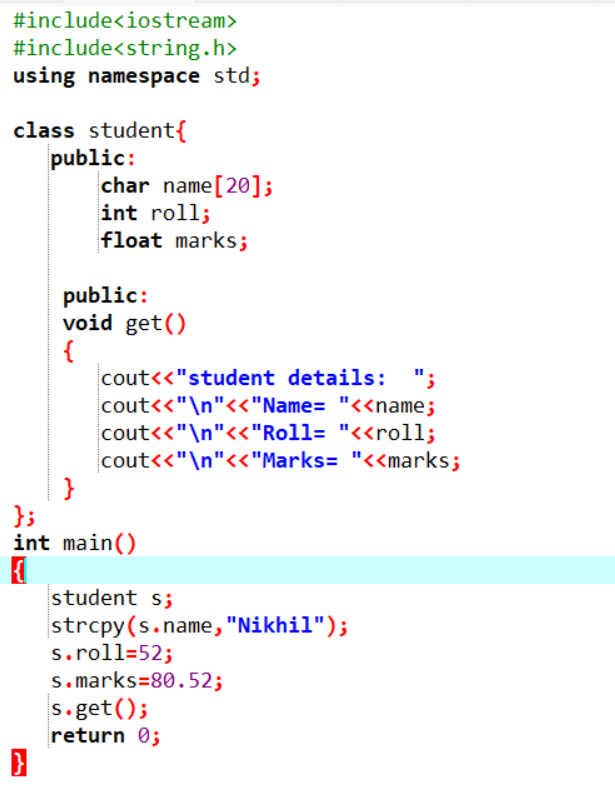 #include<iostream>
#include<string.h>
using namespace std;
class student{
public:
char name[20];
int roll;
float marks;
public:
void get()
{
cout<<"student details:  ";
cout<<"\n"<<"Name= "<<name;
cout<<"\n"<<"Roll= "<<roll;
cout<<"\n"<<"Marks= "<<marks;
}
};
int main()
{
student s;
strcpy(s.name,"Nikhil");
s.roll=52;
s.marks=80.52;
s.get();
return 0;
}